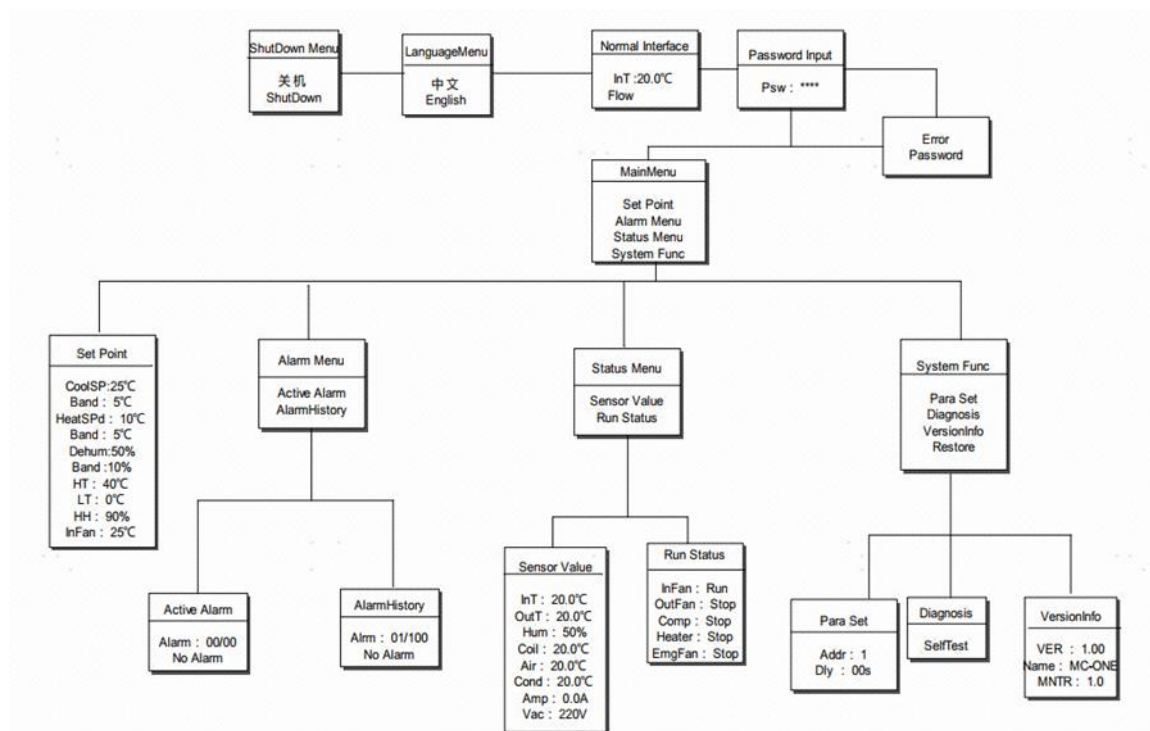 ShutDown Menu
关机
ShutDown
LanguageMenu
中文
English
Normal Interface
InT :20.0℃
Flow
Password Input
Psw : ****
Error
Password
MainMenu
Set Point
Alarm Menu
Status Menu
System Func
Set Point
CoolSP:25℃
Band : 5℃
HeatSPd : 10℃
Band : 5℃
Dehum:50%
Band :10%
HT : 40℃
LT : 0℃
HH : 90%
InFan : 25℃
Alarm Menu
Active Alarm
AlarmHistory
Status Menu
Sensor Value
Run Status
System Func
Para Set
Diagnosis
VersionInfo
Restore
Active Alarm
Alarm : 00/00
No Alarm
AlarmHistory
Alrm : 01/100
No Alarm
Sensor Value
InT : 20.0℃
OutT : 20.0℃
Hum : 50%
Coil : 20.0℃
Air : 20.0℃
Cond : 20.0℃
Amp : 0.0A
Vac : 220V
Run Status
InFan : Run
OutFan : Stop
Comp : Stop
Heater : Stop
EmgFan : Stop
Para Set
Addr : 1
Dly : 00s
Diagnosis
SelfTest
VersionInfo
VER : 1.00
Name : MC-ONE
MNTR : 1.0